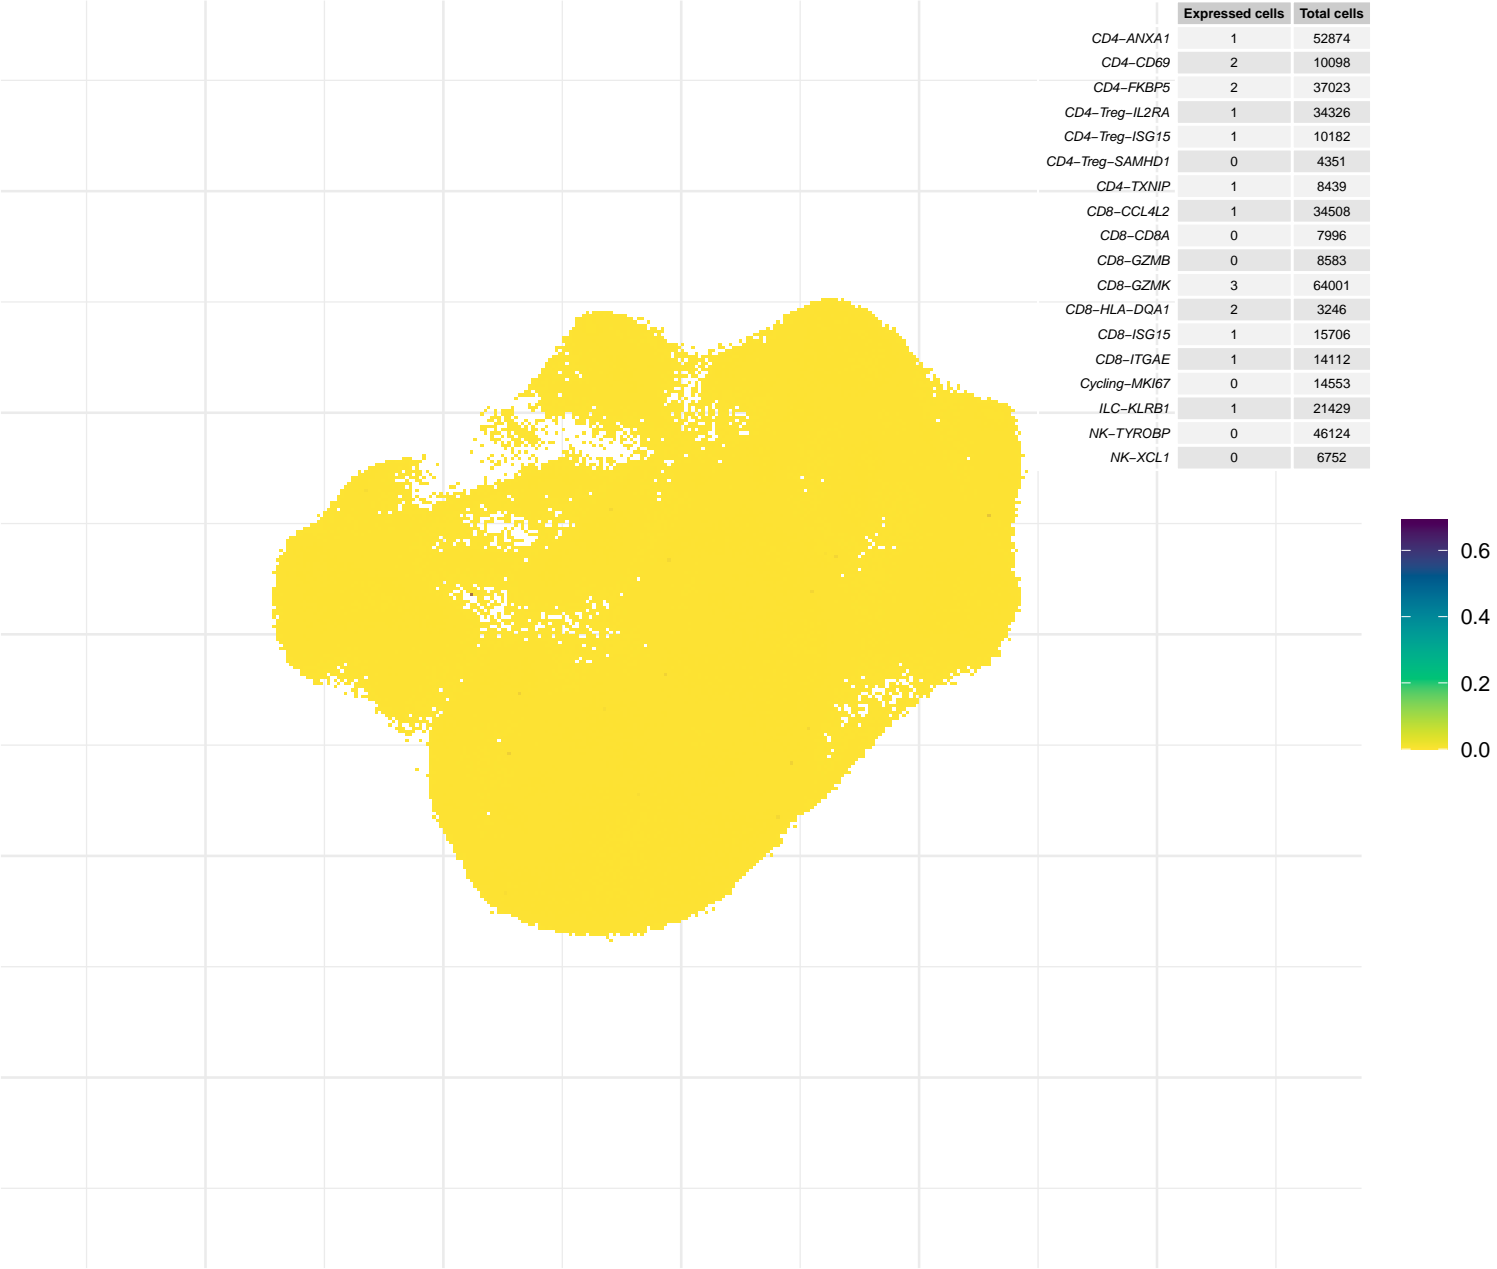 Expressed cells Total cells
CD4−ANXA1 1 52874
CD4−CD69 2 10098
CD4−FKBP5 2 37023
CD4−Treg−IL2RA 1 34326
CD4−Treg−ISG15 1 10182
CD4−Treg−SAMHD1 0 4351
CD4−TXNIP 1 8439
CD8−CCL4L2 1 34508
CD8−CD8A 0 7996
CD8−GZMB 0 8583
CD8−GZMK 3 64001
CD8−HLA−DQA1 2 3246
CD8−ISG15 1 15706
CD8−ITGAE 1 14112
Cycling−MKI67 0 14553
ILC−KLRB1 1 21429
NK−TYROBP 0 46124
NK−XCL1 0 6752
0.6
0.4
0.2
0.0